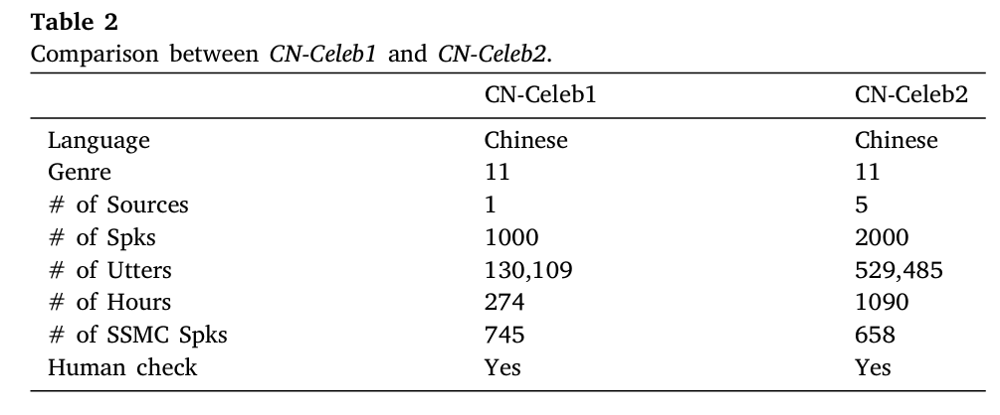 Table 2
Comparison between CN-Celeb1 and CN-Celeb2.
CN-Celeb1 CN-Celeb2
Language Chinese Chinese
Genre 11 11
# of Sources 1 5
# of Spks 1000 2000
# of Utters 130,109 529,485
# of Hours 274 1090
# of SSMC Spks 745 658
Human check Yes Yes